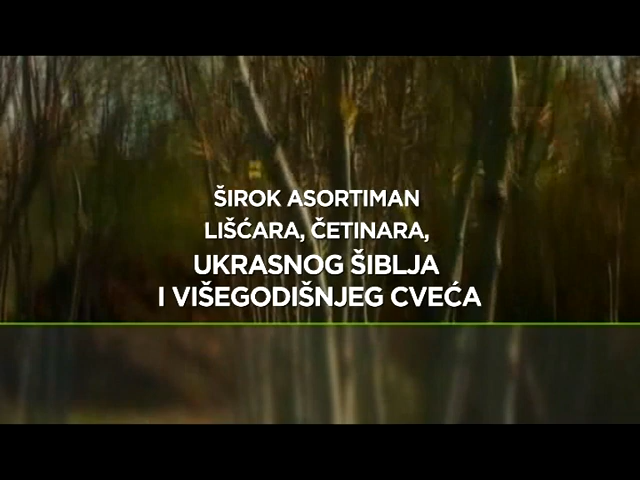 ŠIROK ASORTIMAN
LIŠĆARA, ČETINARA,
UKRASNOG ŠIBLJA
I VIŠEGODIŠNJEG CVEĆA